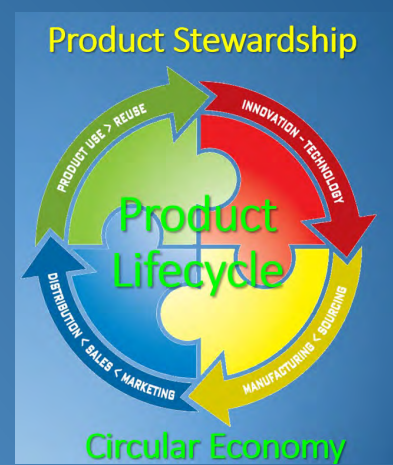 Product Stewardship
PRODUCT USE > REUSE
INNOVATION - TECHNOLOGY
Product
Lifecycle
DISTRIBUTION < SALES < MARKETING
MANUFACTURING < SOURCING
Circular Economy